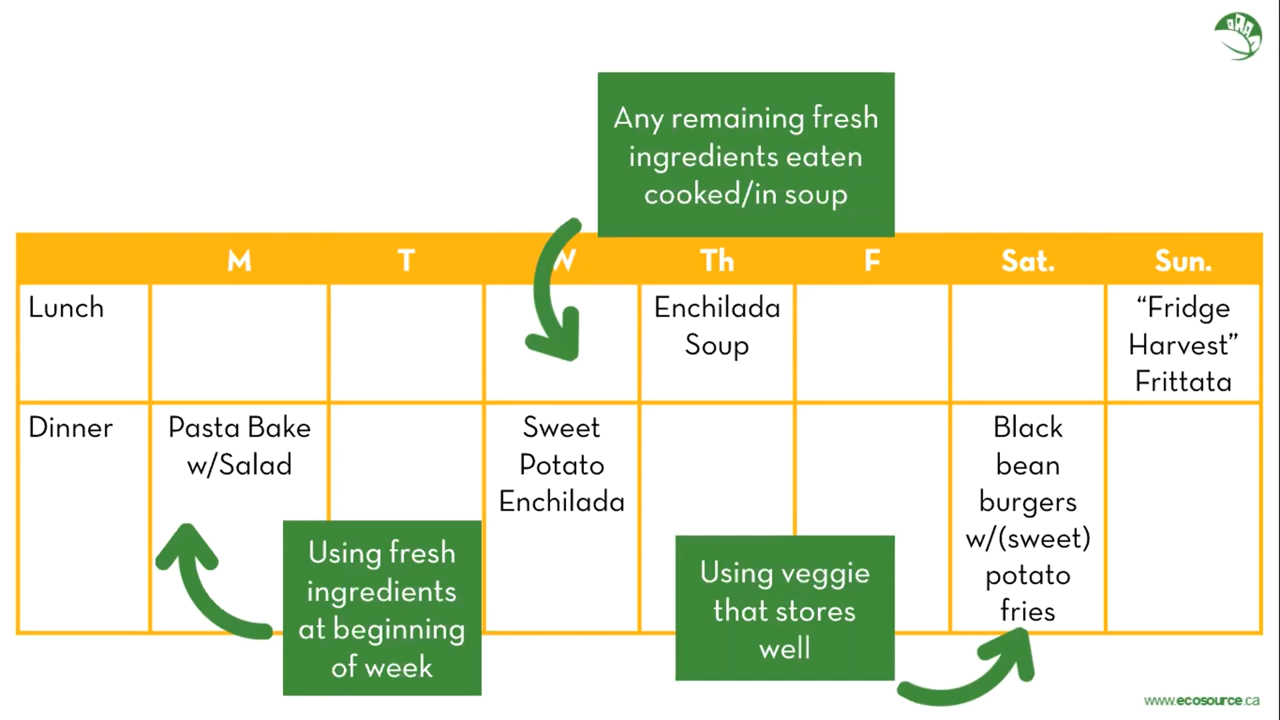 Any remaining fresh
ingredients eaten
cooked/in soup
M T W Th F Sat. Sun.
Lunch
Enchilada
Soup
“Fridge
Harvest”
Frittata
Dinner
Pasta Bake
w/Salad
Sweet
Potato
Enchilada
Black
bean
burgers
w/(sweet)
potato
fries
Using fresh
ingredients
at beginning
of week
Using veggie
that stores
well
www.ecosource.ca